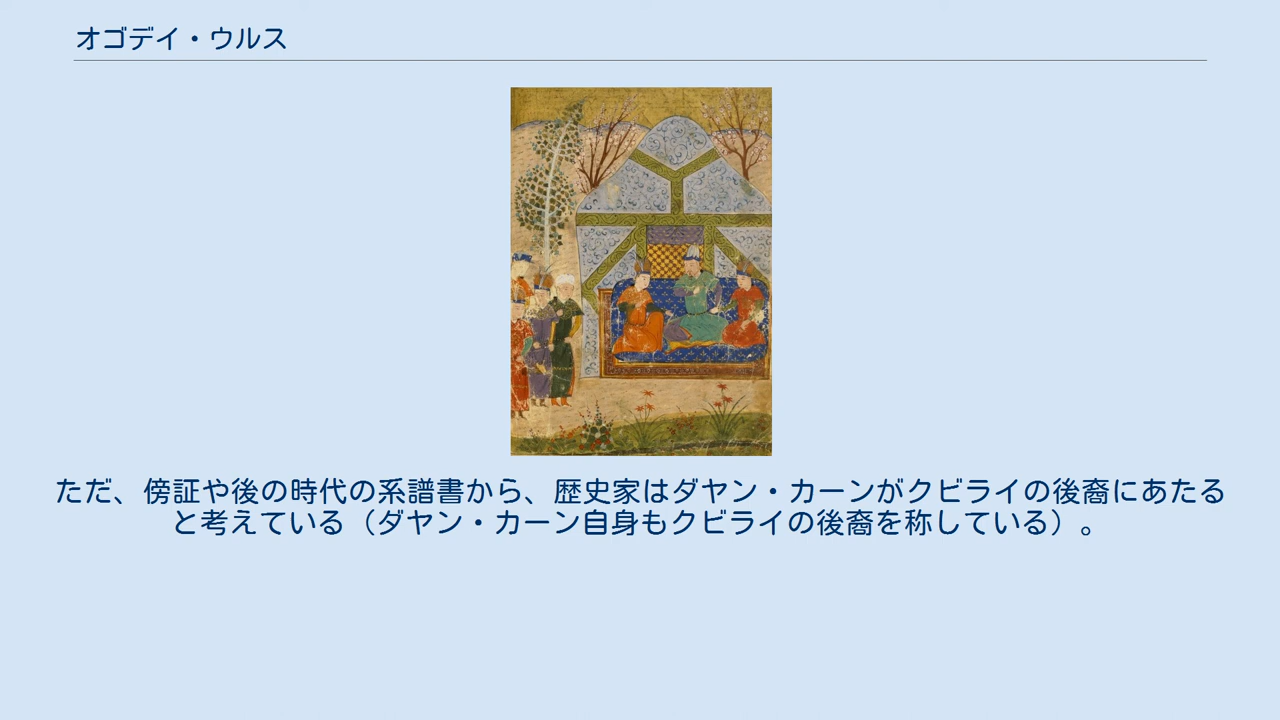 オゴデイ・ウルス
ただ、傍証や後の時代の系譜書から、歴史家はダヤン・カーンがクビライの後裔にあたる
と考えている（ダヤン・カーン自身もクビライの後裔を称している）。